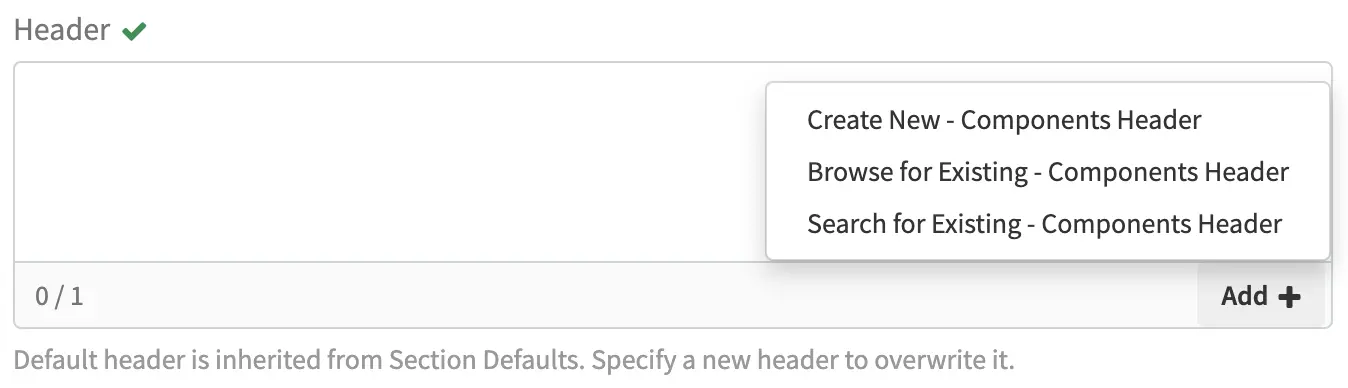 Header
Create New - Components Header
Browse for Existing - Components Header
Search for Existing - Components Header
0 / 1
Add
Default header is inherited from Section Defaults. Specify a new header to overwrite it.